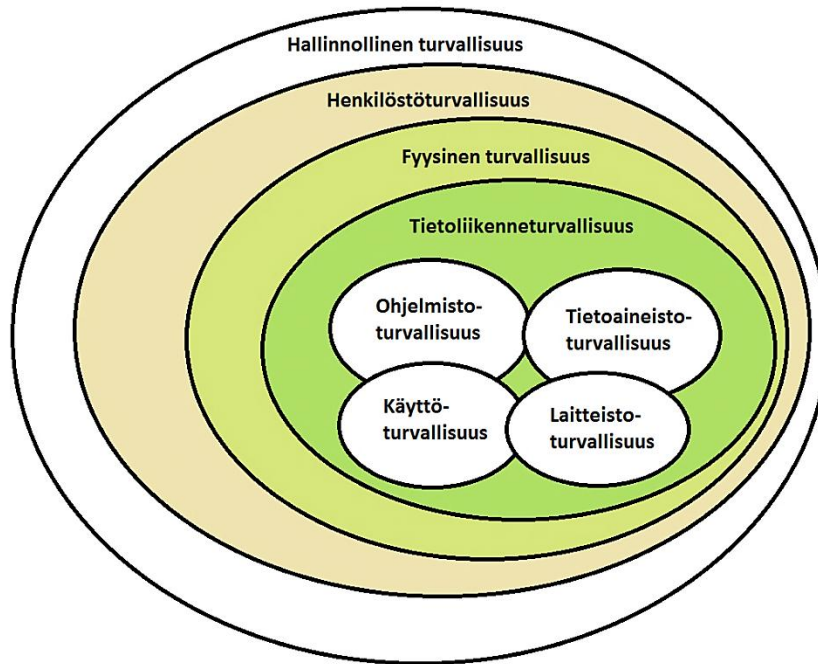 Hallinnollinen turvallisuus
Henkilöstöturvallisuus
Fyysinen turvallisuus
Tietoliikenneturvallisuus
Ohjelmisto-
turvallisuus
Tietoaineisto-
turvallisuus
Käyttö-
turvallisuus
Laitteisto-
turvallisuus